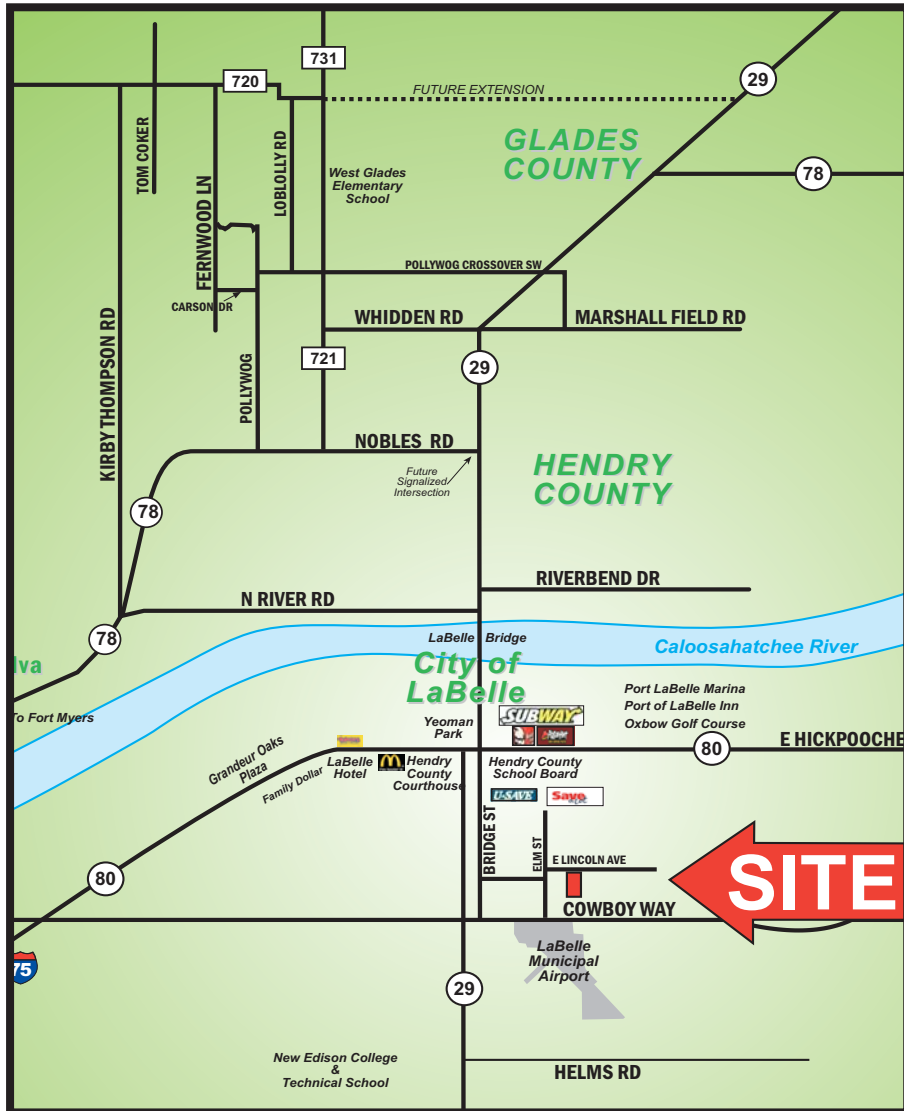 731
720
29
FUTURE EXTENSION
GLADES
COUNTY
TOM COKER
LOBLOLLY RD
West Glades
Elementary
School
78
FERNWOOD LN
POLLYWOG CROSSOVER SW
CARSON DR
WHIDDEN RD
MARSHALL FIELD RD
KIRBY THOMPSON RD
POLLYWOG
721
29
NOBLES RD
Future
Signalized
Intersection
HENDRY
COUNTY
78
RIVERBEND DR
N RIVER RD
78
LaBelle Bridge
Caloosahatchee River
lva
City of
LaBelle
To Fort Myers
Port LaBelle Marina
Port of LaBelle Inn
Oxbow Golf Course
Yeoman
Park
SUBWAY
80
E HICKPOOCHE
Grandeur Oaks
Plaza
Family Dollar
LaBelle
Hotel
Hendry
County
Courthouse
Hendry County
School Board
U-SAVE
Save
BRIDGE ST
ELM ST
E LINCOLN AVE
SITE
80
COWBOY WAY
LaBelle
Municipal
Airport
75
29
New Edison College
&
Technical School
HELMS RD